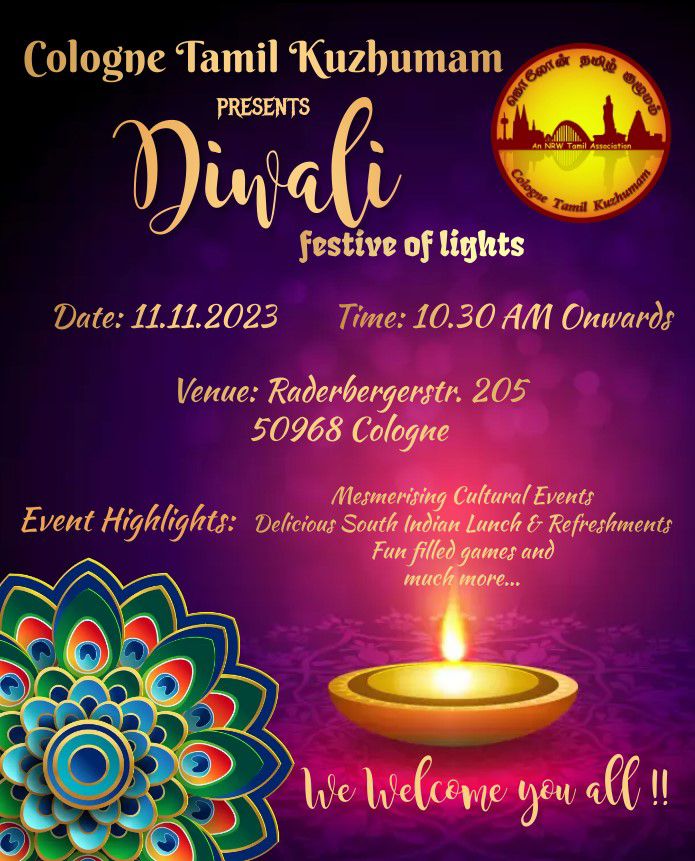 Cologne Tamil Kuzhumam
PRESENTS
Diwali
festive of lights
கொலோன் தமிழ் குழுமம்
An NRW Tamil Association
Cologne Tamil Kuzhumam
Date: 11.11.2023 Time: 10.30 AM Onwards
Venue: Raderbergerstr. 205
50968 Cologne
Event Highlights:
Mesmerising Cultural Events
Delicious South Indian Lunch & Refreshments
Fun filled games and
much more...
We Welcome you all !!